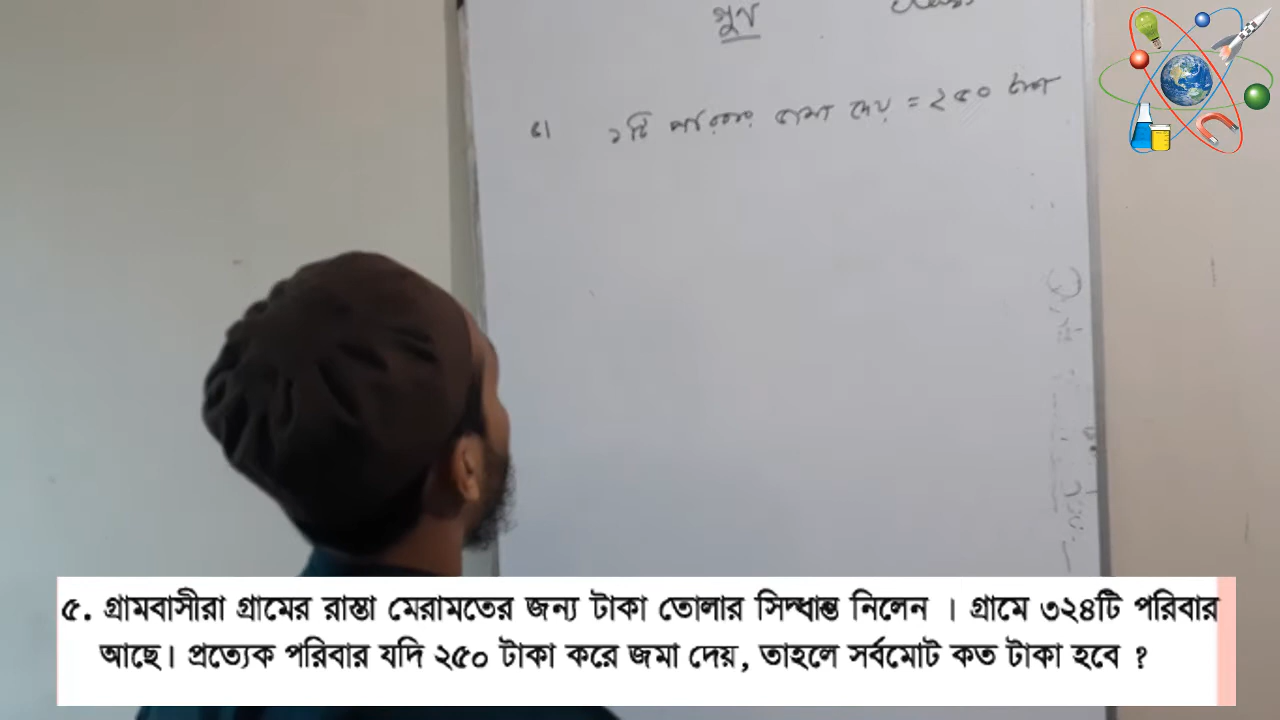 গুণ
৫। ১টি পরিবার জমা দেয় = ২৫০ টাকা
৫. গ্রামবাসীরা গ্রামের রাস্তা মেরামতের জন্য টাকা তোলার সিদ্ধান্ত নিলেন । গ্রামে ৩২৪টি পরিবার
আছে। প্রত্যেক পরিবার যদি ২৫০ টাকা করে জমা দেয়, তাহলে সর্বমোট কত টাকা হবে ?